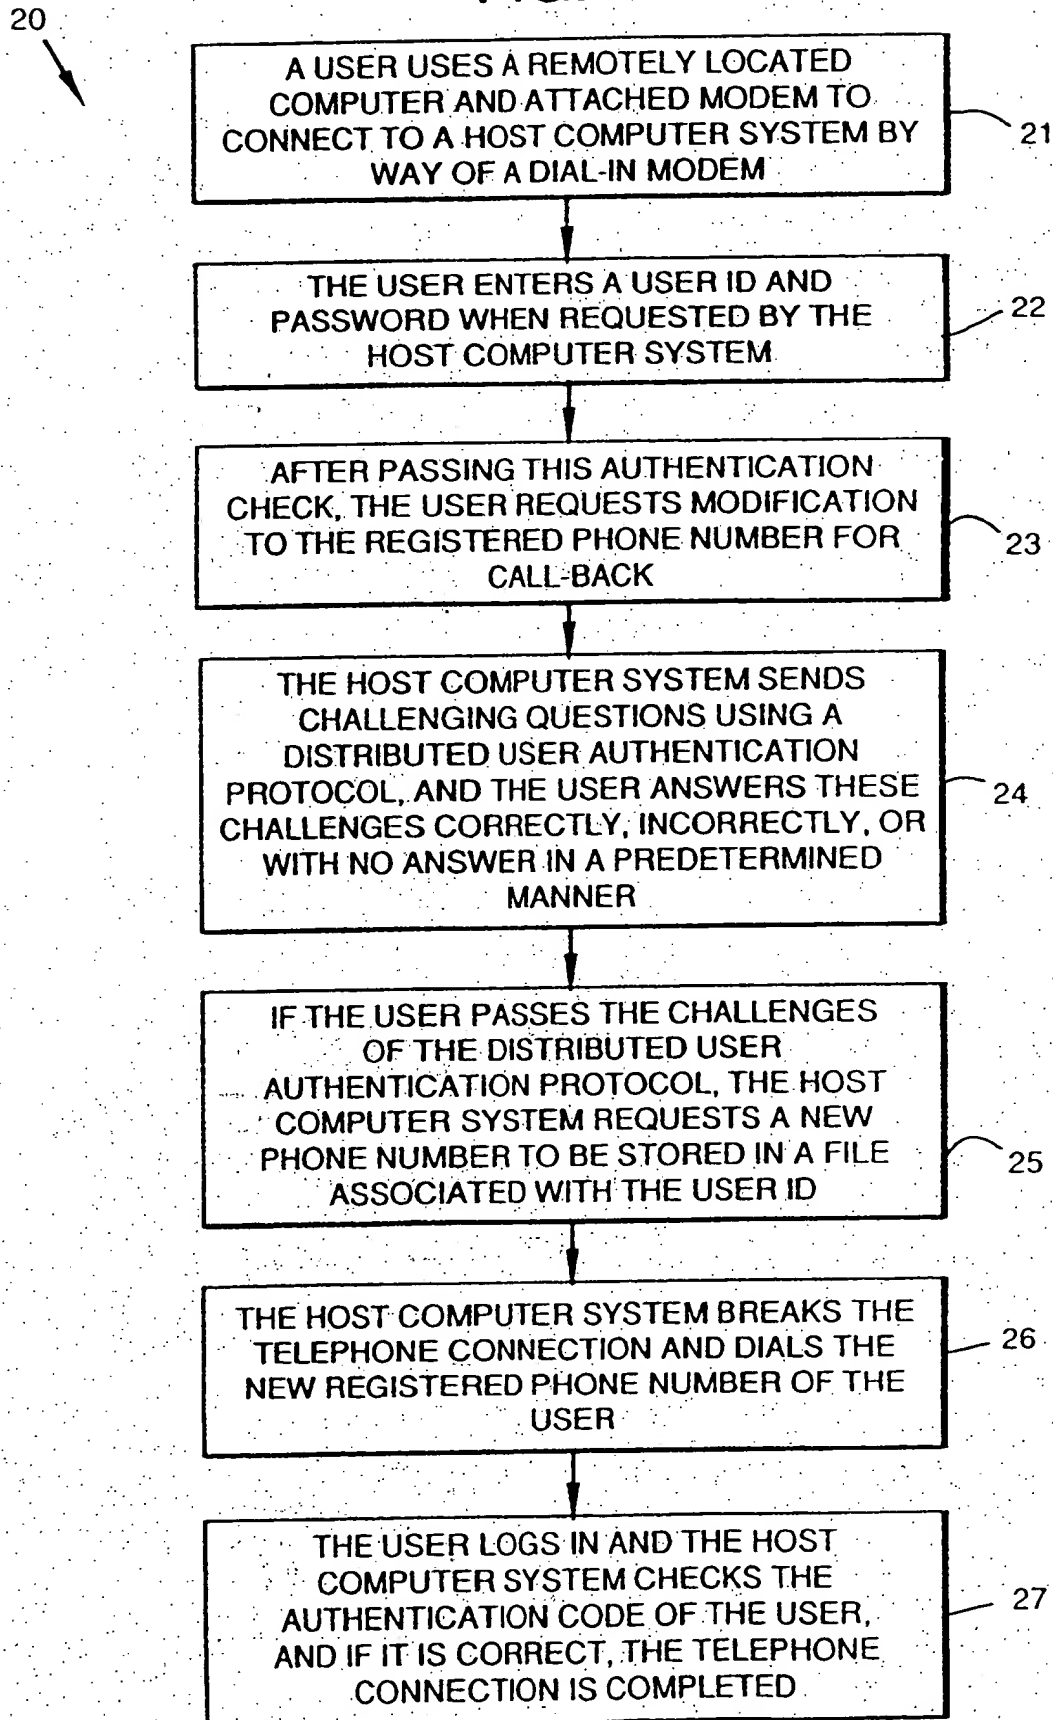 20
A USER USES A REMOTELY LOCATED
COMPUTER AND ATTACHED MODEM TO
CONNECT TO A HOST COMPUTER SYSTEM BY
WAY OF A DIAL-IN MODEM
21
THE USER ENTERS A USER ID AND
PASSWORD WHEN REQUESTED BY THE
HOST COMPUTER SYSTEM
22
AFTER PASSING THIS AUTHENTICATION
CHECK, THE USER REQUESTS MODIFICATION
TO THE REGISTERED PHONE NUMBER FOR
CALL-BACK
23
THE HOST COMPUTER SYSTEM SENDS
CHALLENGING QUESTIONS USING A
DISTRIBUTED USER AUTHENTICATION
PROTOCOL, AND THE USER ANSWERS THESE
CHALLENGES CORRECTLY, INCORRECTLY, OR
WITH NO ANSWER IN A PREDETERMINED
MANNER
24
IF THE USER PASSES THE CHALLENGES
OF THE DISTRIBUTED USER
AUTHENTICATION PROTOCOL, THE HOST
COMPUTER SYSTEM REQUESTS A NEW
PHONE NUMBER TO BE STORED IN A FILE
ASSOCIATED WITH THE USER ID
25
THE HOST COMPUTER SYSTEM BREAKS THE
TELEPHONE CONNECTION AND DIALS THE
NEW REGISTERED PHONE NUMBER OF THE
USER
26
THE USER LOGS IN AND THE HOST
COMPUTER SYSTEM CHECKS THE
AUTHENTICATION CODE OF THE USER,
AND IF IT IS CORRECT, THE TELEPHONE
CONNECTION IS COMPLETED
27